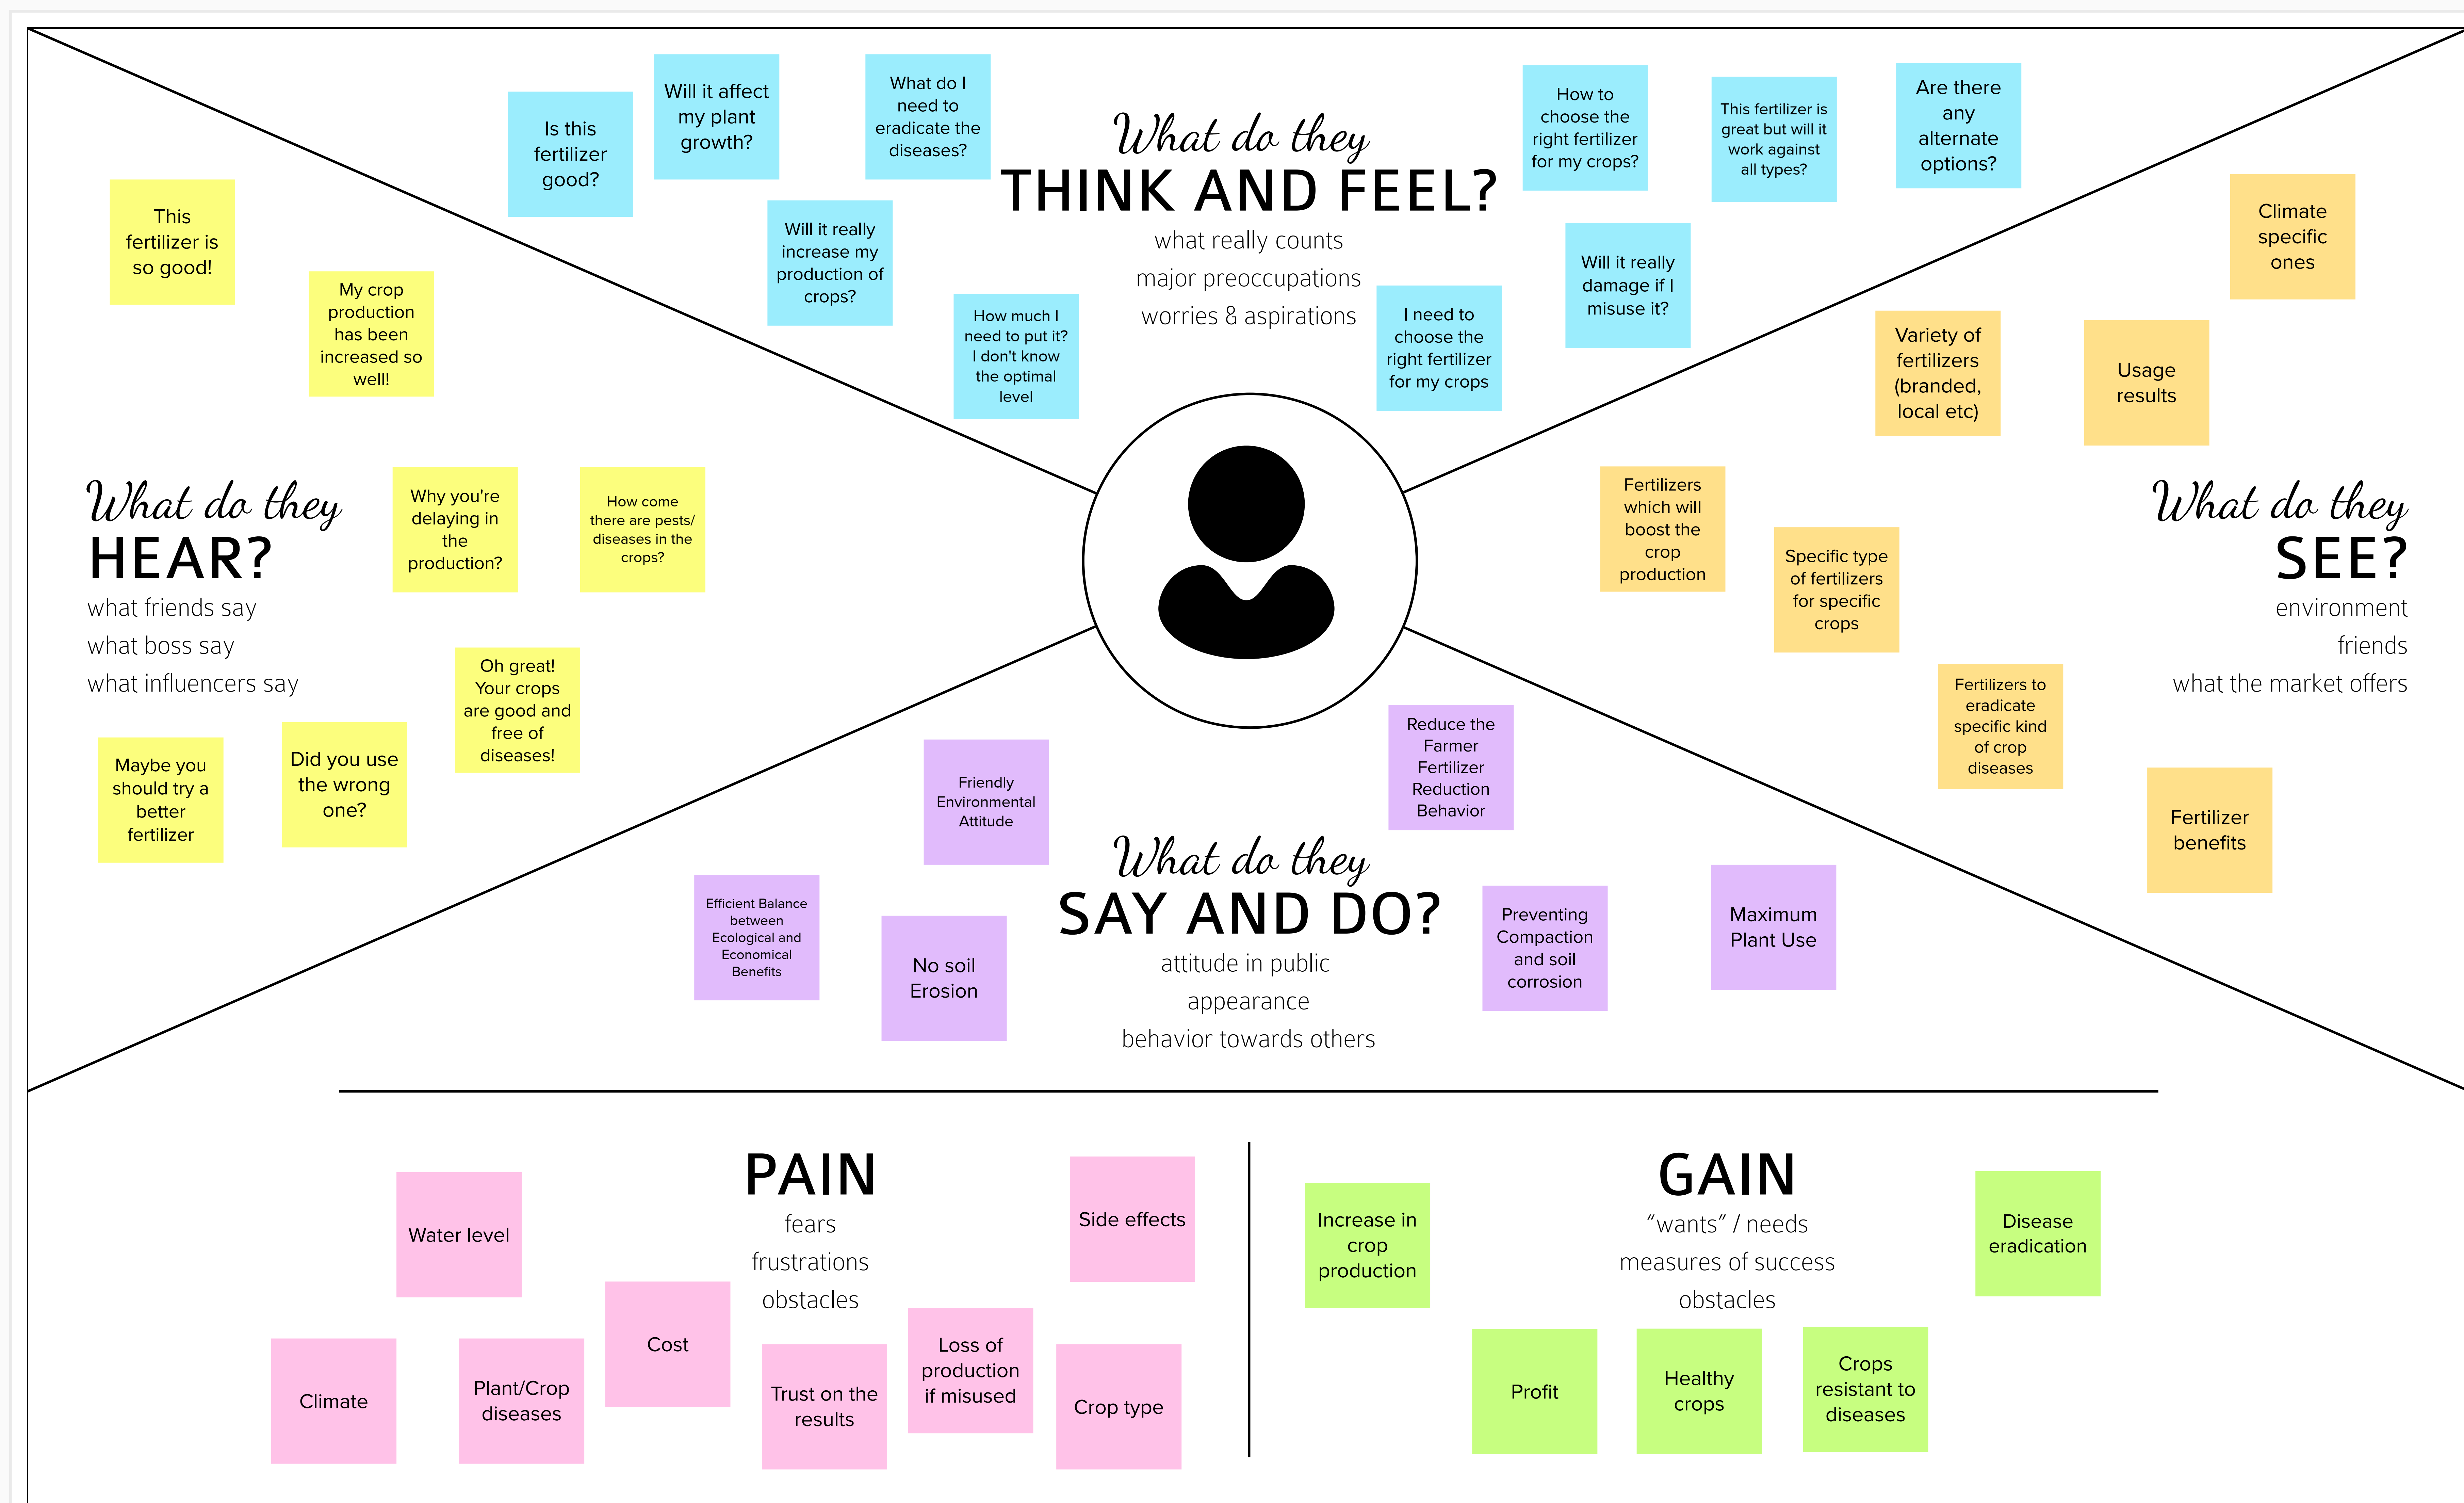 What do they
THINK AND FEEL?
what really counts
major preoccupations
worries & aspirations
Is this
fertilizer
good?
Will it affect
my plant
growth?
What do I
need to
eradicate the
diseases?
Will it really
increase my
production of
crops?
How much I
need to put it?
I don't know
the optimal
level
How to
choose the
right fertilizer
for my crops?
This fertilizer is
great but will it
work against
all types?
Are there
any
alternate
options?
Will it really
damage if I
misuse it?
I need to
choose the
right fertilizer
for my crops
What do they
HEAR?
what friends say
what boss say
what influencers say
This
fertilizer is
so good!
My crop
production
has been
increased so
well!
Why you're
delaying in
the
production?
How come
there are pests/
diseases in the
crops?
Oh great!
Your crops
are good and
free of
diseases!
Maybe you
should try a
better
fertilizer
Did you use
the wrong
one?
What do they
SEE?
environment
friends
what the market offers
Climate
specific
ones
Variety of
fertilizers
(branded,
local etc)
Usage
results
Fertilizers
which will
boost the
crop
production
Specific type
of fertilizers
for specific
crops
Fertilizers to
eradicate
specific kind
of crop
diseases
Fertilizer
benefits
What do they
SAY AND DO?
attitude in public
appearance
behavior towards others
Friendly
Environmental
Attitude
Reduce the
Farmer
Fertilizer
Reduction
Behavior
Efficient Balance
between
Ecological and
Economical
Benefits
No soil
Erosion
Preventing
Compaction
and soil
corrosion
Maximum
Plant Use
PAIN
fears
frustrations
obstacles
Water level
Side effects
Climate
Plant/Crop
diseases
Cost
Trust on the
results
Loss of
production
if misused
Crop type
GAIN
“wants” / needs
measures of success
obstacles
Increase in
crop
production
Disease
eradication
Profit
Healthy
crops
Crops
resistant to
diseases